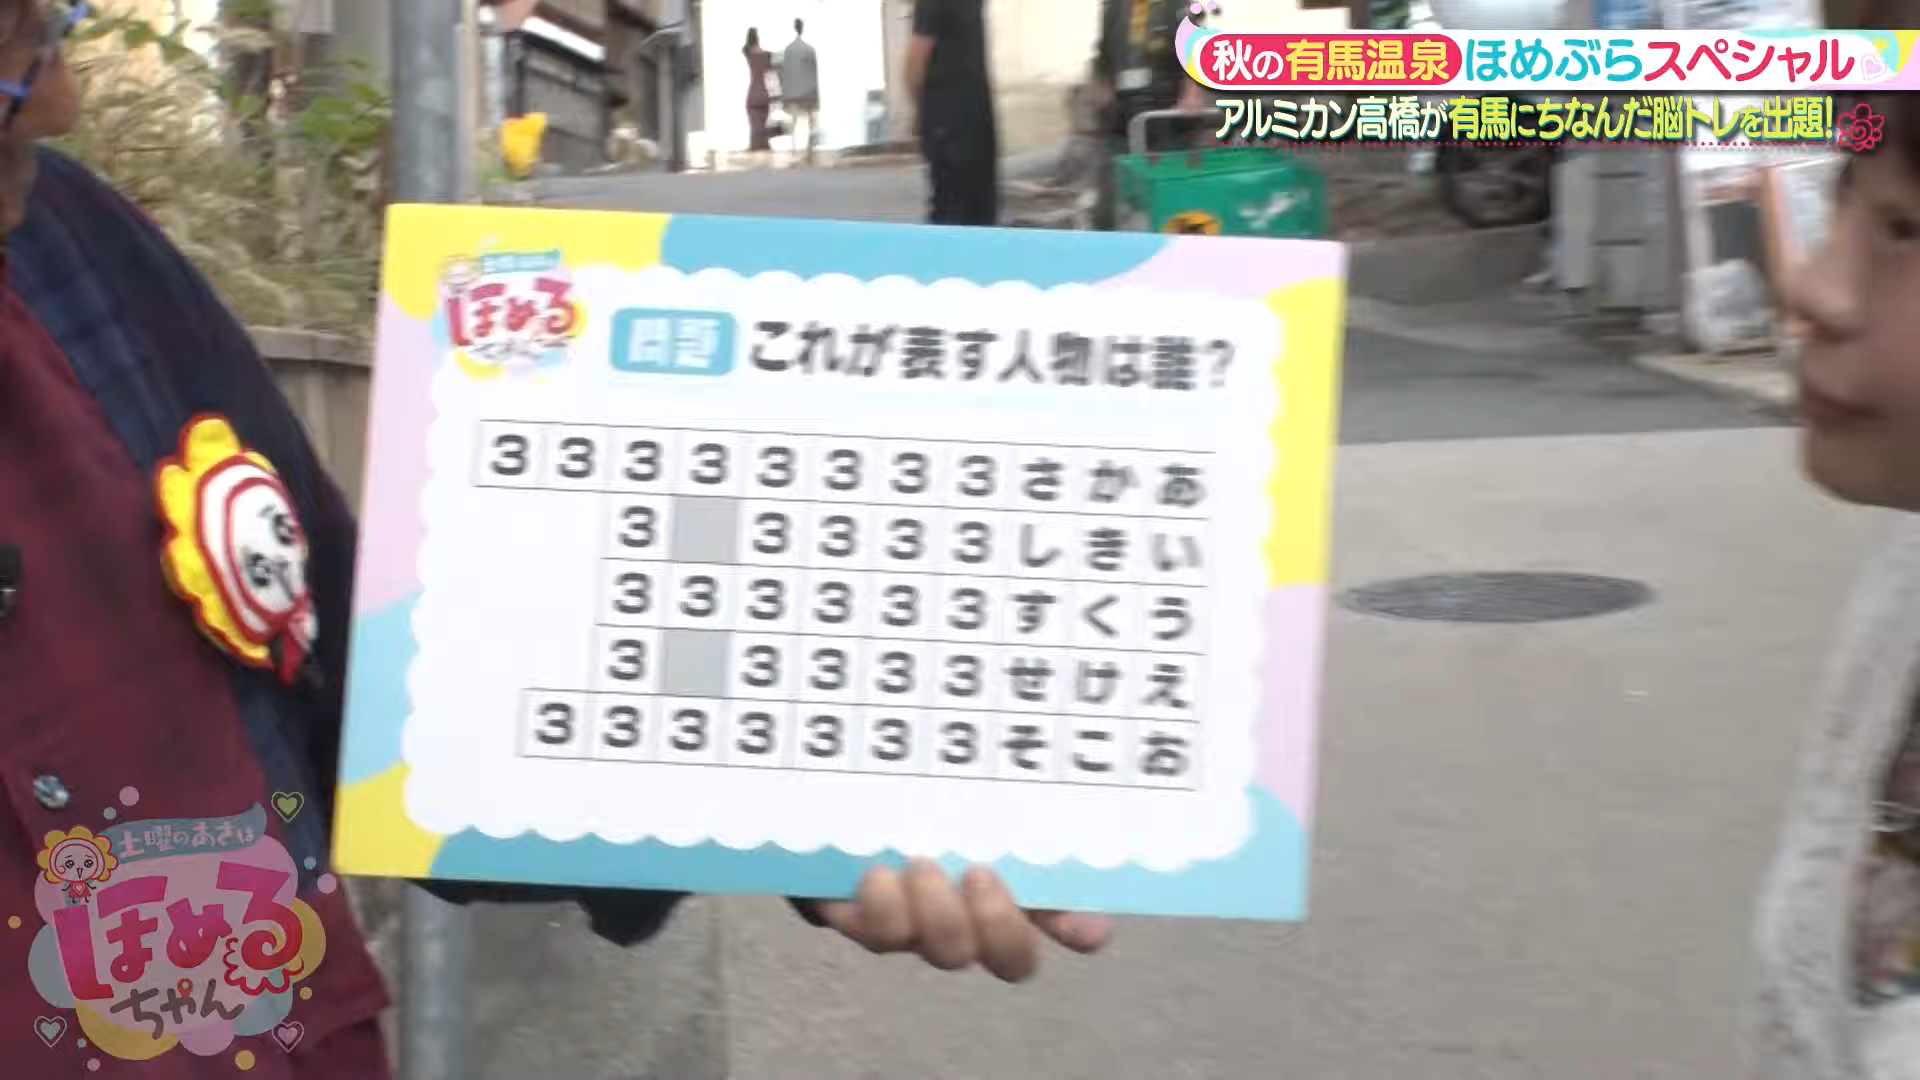 秋の有馬温泉 ほめぶらスペシャル
アルミカン高橋が有馬にちなんだ脳トレを出題!
ほめる
ちゃん
問題 これが表す人物は誰?
3 3 3 3 3 3 3 3 さ か あ
3 3 3 3 3 し き い
3 3 3 3 3 3 す く う
3 3 3 3 3 せ け え
3 3 3 3 3 3 3 そ こ お
土曜のあさは
ほめる
ちゃん